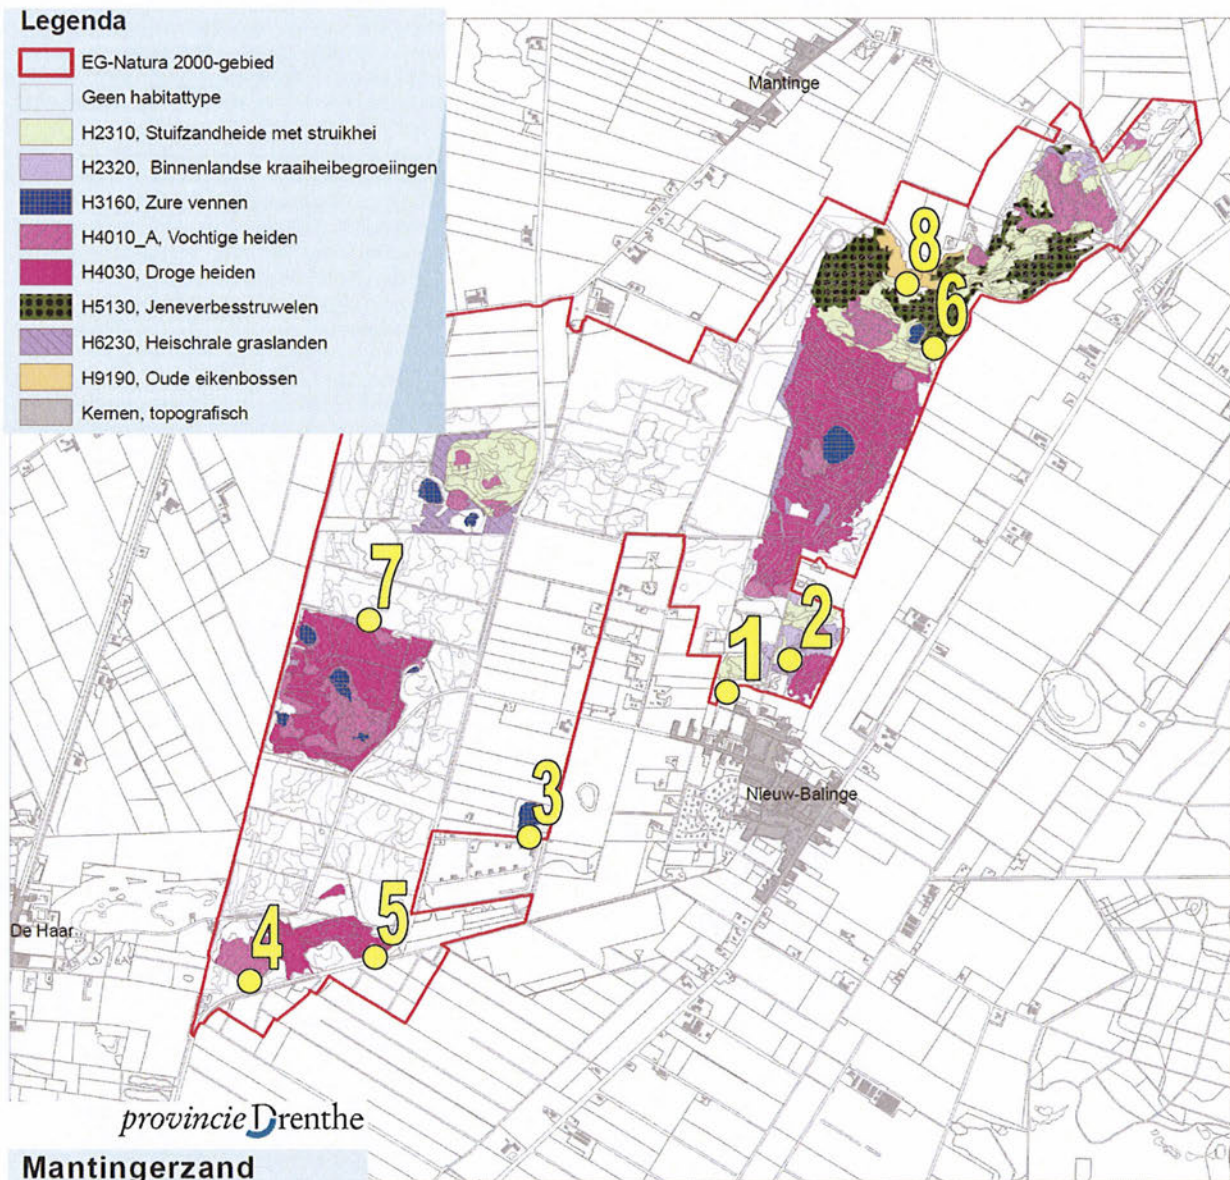 Legenda
EG-Natura 2000-gebied
Geen habitattype
H2310, Stuifzandheide met struikhei
H2320, Binnenlandse kraaiheibegroeiingen
H3160, Zure vennen
H4010_A, Vochtige heiden
H4030, Droge heiden
H5130, Jeneverbesstruwelen
H6230, Heischrale graslanden
H9190, Oude eikenbossen
Kernen, topografisch
Mantinge
8
6
7
2
1
3
Nieuw-Balinge
5
4
De Haar
provincie Drenthe
Mantingerzand